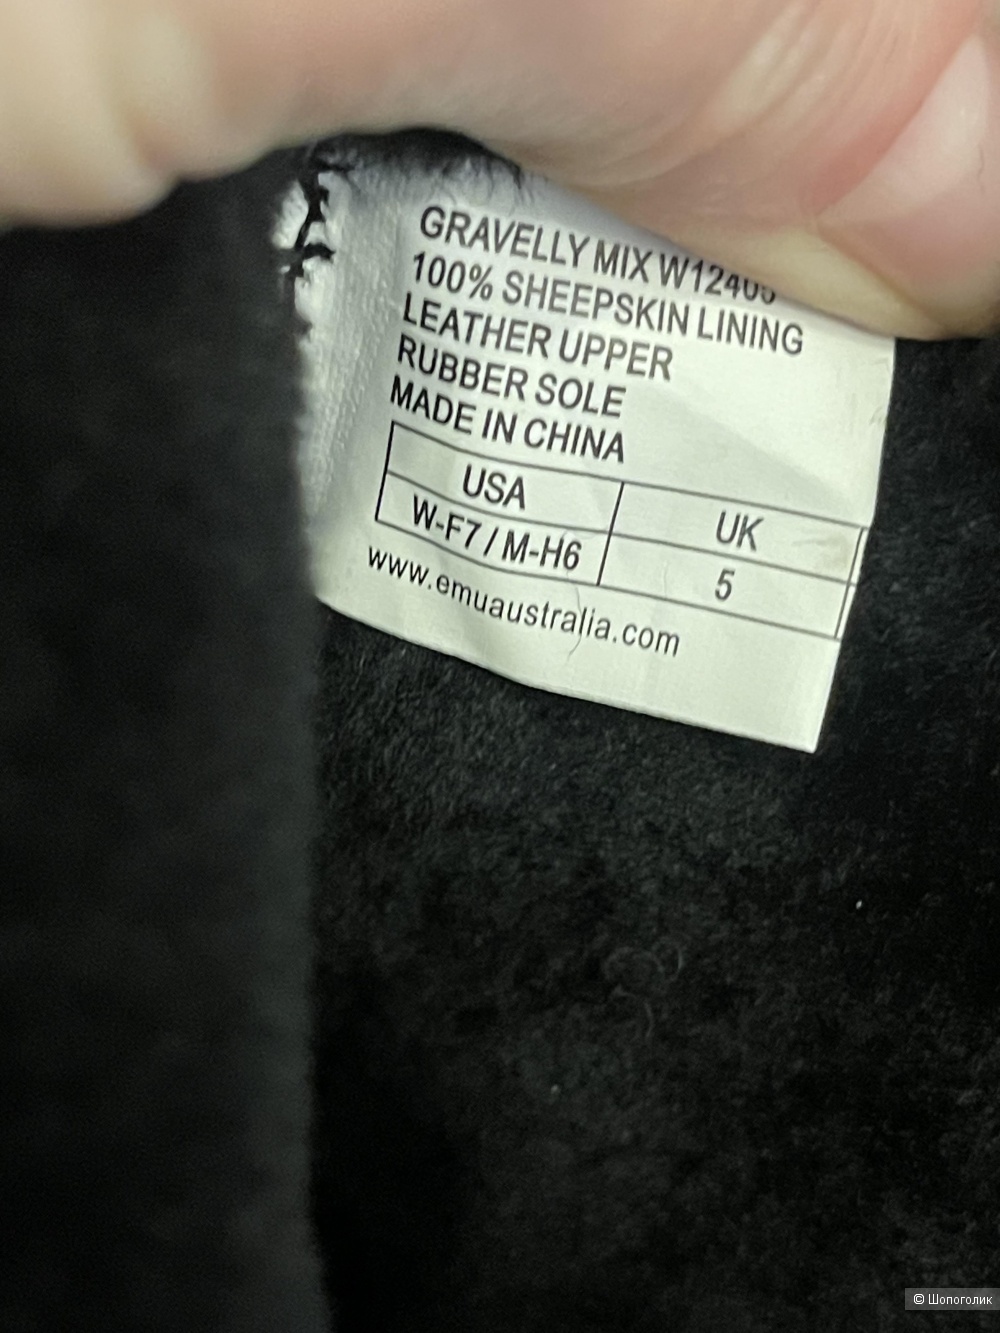 GRAVELLY MIX W12405
100% SHEEPSKIN LINING
LEATHER UPPER
RUBBER SOLE
MADE IN CHINA
USA UK
W-F7 / M-H6 5
www.emuaustralia.com
© Шопоголик